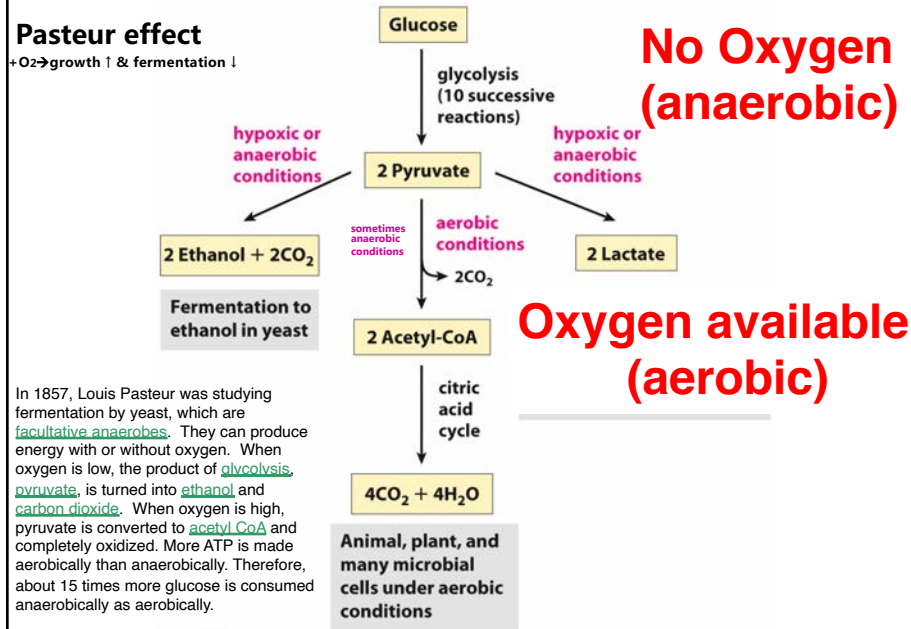 Pasteur effect
+O₂→growth ↑ & fermentation ↓
Glucose
No Oxygen
(anaerobic)
glycolysis
(10 successive
reactions)
hypoxic or
anaerobic
conditions
2 Pyruvate
hypoxic or
anaerobic
conditions
2 Ethanol + 2CO₂
sometimes
anaerobic
conditions
aerobic
conditions
2CO₂
2 Lactate
Fermentation to
ethanol in yeast
2 Acetyl-CoA
Oxygen available
(aerobic)
citric
acid
cycle
In 1857, Louis Pasteur was studying
fermentation by yeast, which are
facultative anaerobes. They can produce
energy with or without oxygen. When
oxygen is low, the product of glycolysis,
pyruvate, is turned into ethanol and
carbon dioxide. When oxygen is high,
pyruvate is converted to acetyl CoA and
completely oxidized. More ATP is made
aerobically than anaerobically. Therefore,
about 15 times more glucose is consumed
anaerobically as aerobically.
4CO₂ + 4H₂O
Animal, plant, and
many microbial
cells under aerobic
conditions